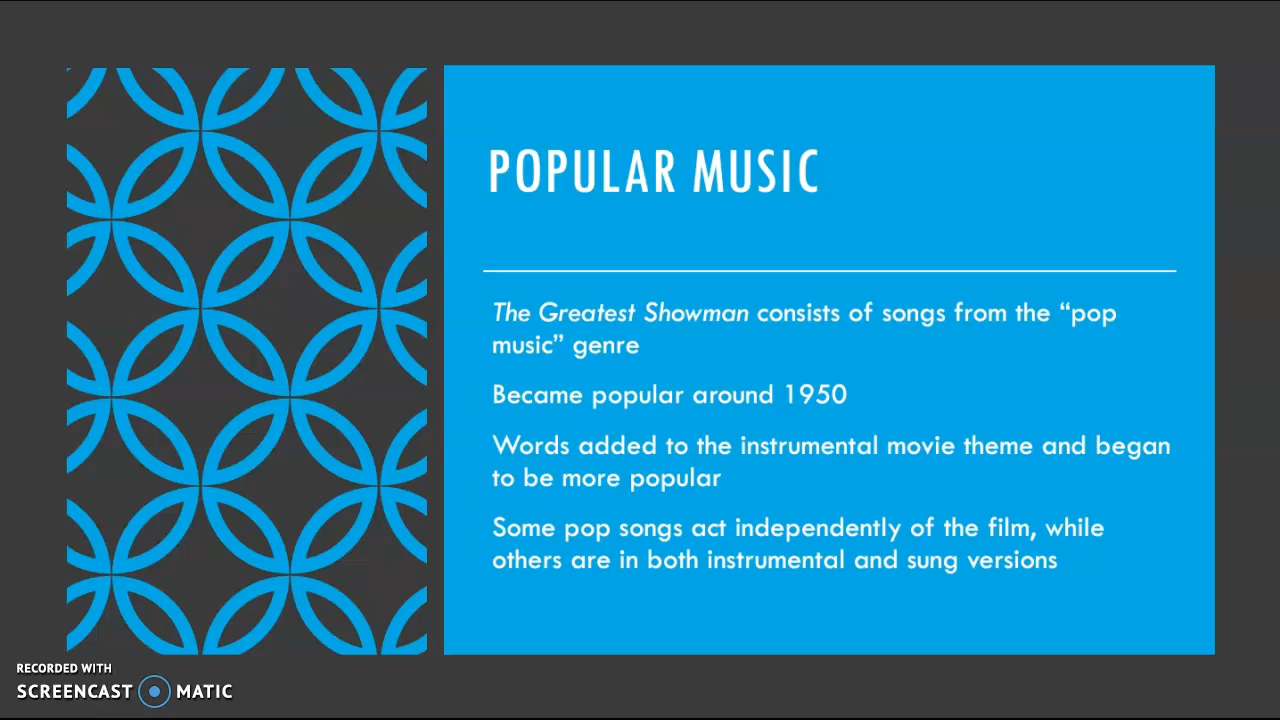 POPULAR MUSIC
The Greatest Showman consists of songs from the “pop
music” genre
Became popular around 1950
Words added to the instrumental movie theme and began
to be more popular
Some pop songs act independently of the film, while
others are in both instrumental and sung versions
RECORDED WITH
SCREENCAST MATIC